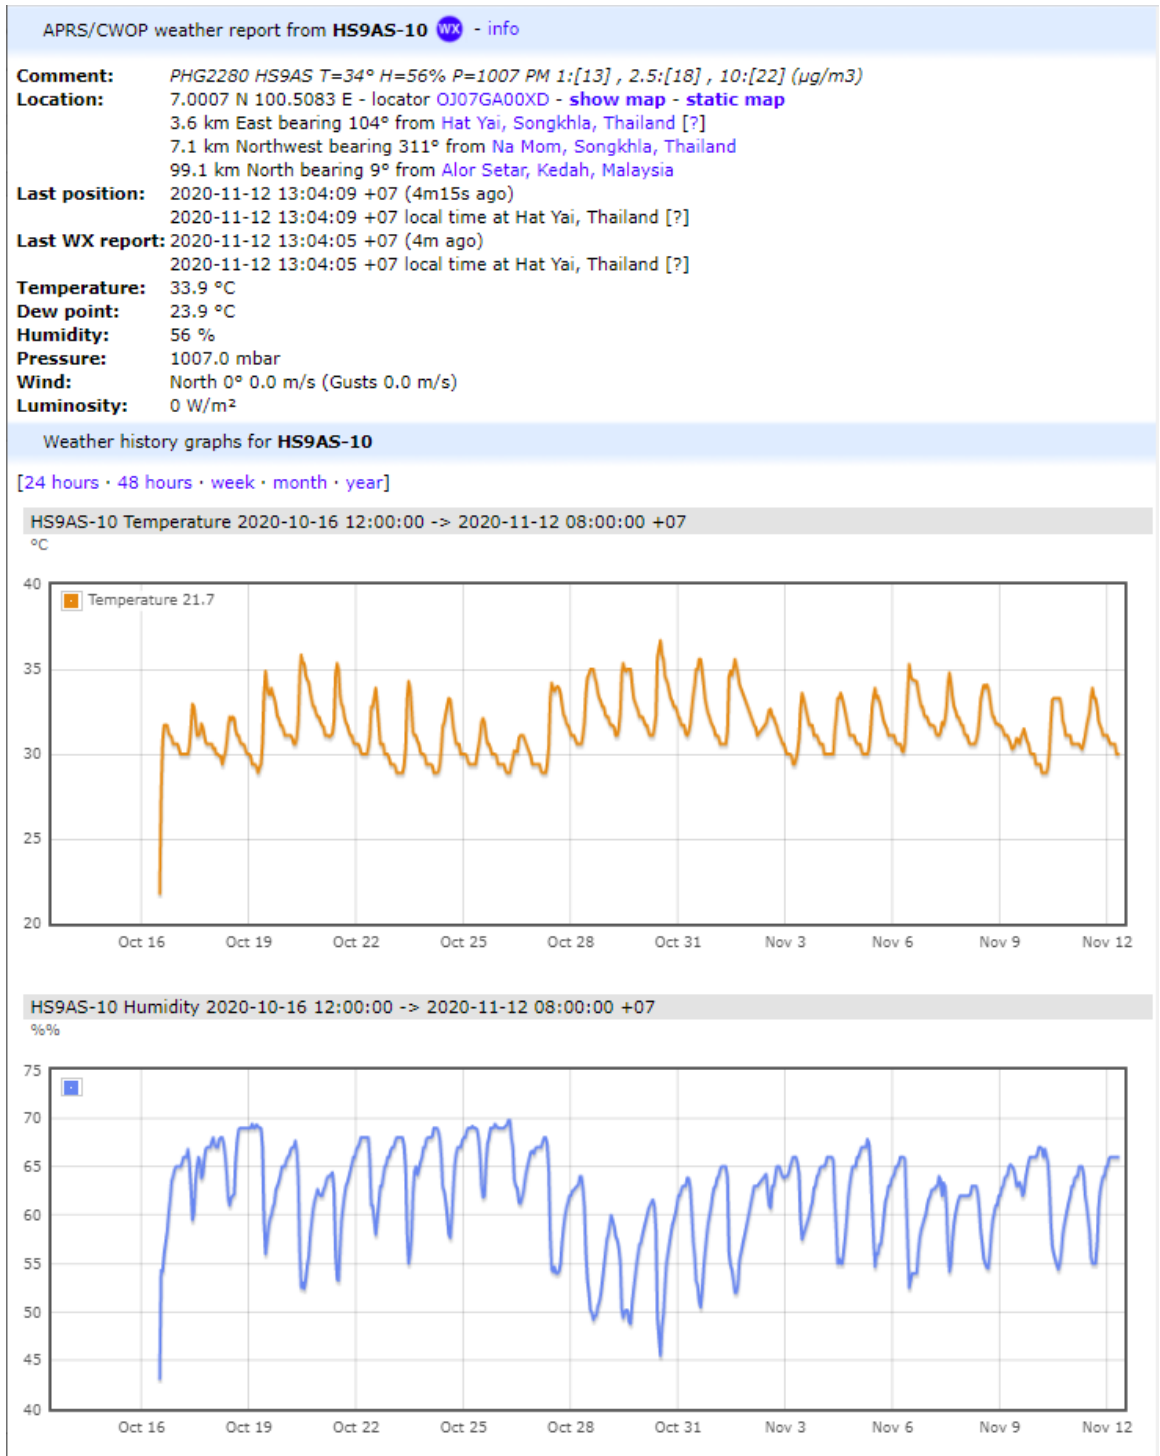 APRS/CWOP weather report from HS9AS-10 WX - info
Comment: PHG2280 HS9AS T=34° H=56% P=1007 PM 1:[13] , 2.5:[18] , 10:[22] (µg/m3)
Location: 7.0007 N 100.5083 E - locator OJ07GA00XD - show map - static map
3.6 km East bearing 104° from Hat Yai, Songkhla, Thailand [?]
7.1 km Northwest bearing 311° from Na Mom, Songkhla, Thailand
99.1 km North bearing 9° from Alor Setar, Kedah, Malaysia
Last position: 2020-11-12 13:04:09 +07 (4m15s ago)
2020-11-12 13:04:09 +07 local time at Hat Yai, Thailand [?]
Last WX report: 2020-11-12 13:04:05 +07 (4m ago)
2020-11-12 13:04:05 +07 local time at Hat Yai, Thailand [?]
Temperature: 33.9 °C
Dew point: 23.9 °C
Humidity: 56 %
Pressure: 1007.0 mbar
Wind: North 0° 0.0 m/s (Gusts 0.0 m/s)
Luminosity: 0 W/m²
Weather history graphs for HS9AS-10
[24 hours · 48 hours · week · month · year]
HS9AS-10 Temperature 2020-10-16 12:00:00 -> 2020-11-12 08:00:00 +07
°C
40
Temperature 21.7
35
30
25
20
Oct 16 Oct 19 Oct 22 Oct 25 Oct 28 Oct 31 Nov 3 Nov 6 Nov 9 Nov 12
HS9AS-10 Humidity 2020-10-16 12:00:00 -> 2020-11-12 08:00:00 +07
%%
75
70
65
60
55
50
45
40
Oct 16 Oct 19 Oct 22 Oct 25 Oct 28 Oct 31 Nov 3 Nov 6 Nov 9 Nov 12